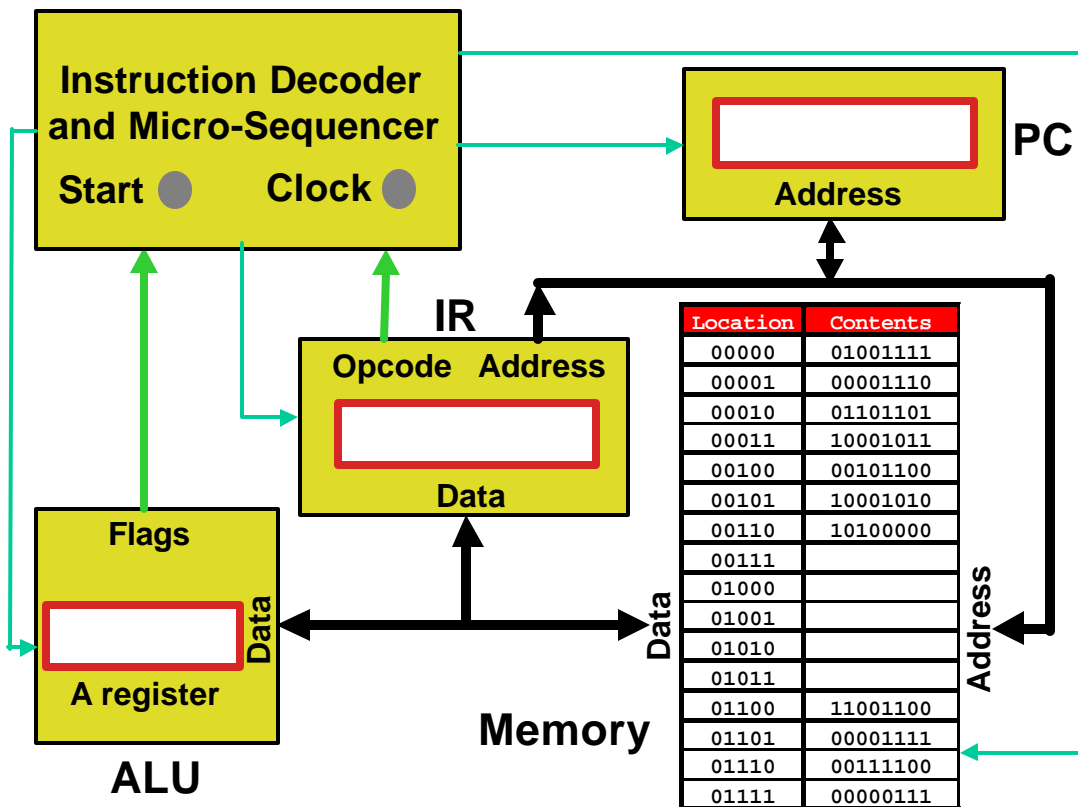 Instruction Decoder
and Micro-Sequencer
Start
Clock
PC
Address
IR
Opcode Address
Data
Flags
Data
A register
ALU
Memory
Data
Address
Location Contents
00000 01001111
00001 00001110
00010 01101101
00011 10001011
00100 00101100
00101 10001010
00110 10100000
00111
01000
01001
01010
01011
01100 11001100
01101 00001111
01110 00111100
01111 00000111